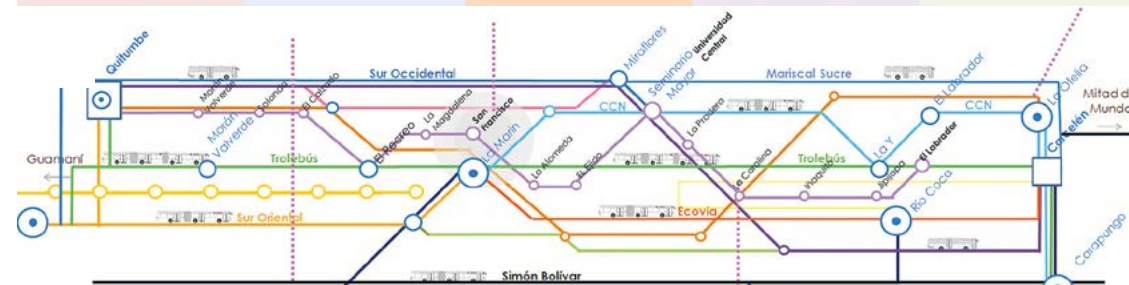 Quitumbe
Sur Occidental
Miraflores
Seminario
Mayor
Universidad
Central
Mariscal Sucre
El Labrador
CCN
La Ofelia
Mitad d
Mundo
Carcelén
Morán
Valverde
Solanda
El Calzado
Morán
Valverde
El Recreo
La
Magdalena
San
Francisco
La Marín
CCN
La Pradera
La Y
Guamaní
Trolebús
La Alameda
El Ejido
Trolebús
La Carolina
Iñaquito
Jipijapa
El Labrador
Sur Oriental
Ecovía
Río Coca
Carapungo
Simón Bolívar